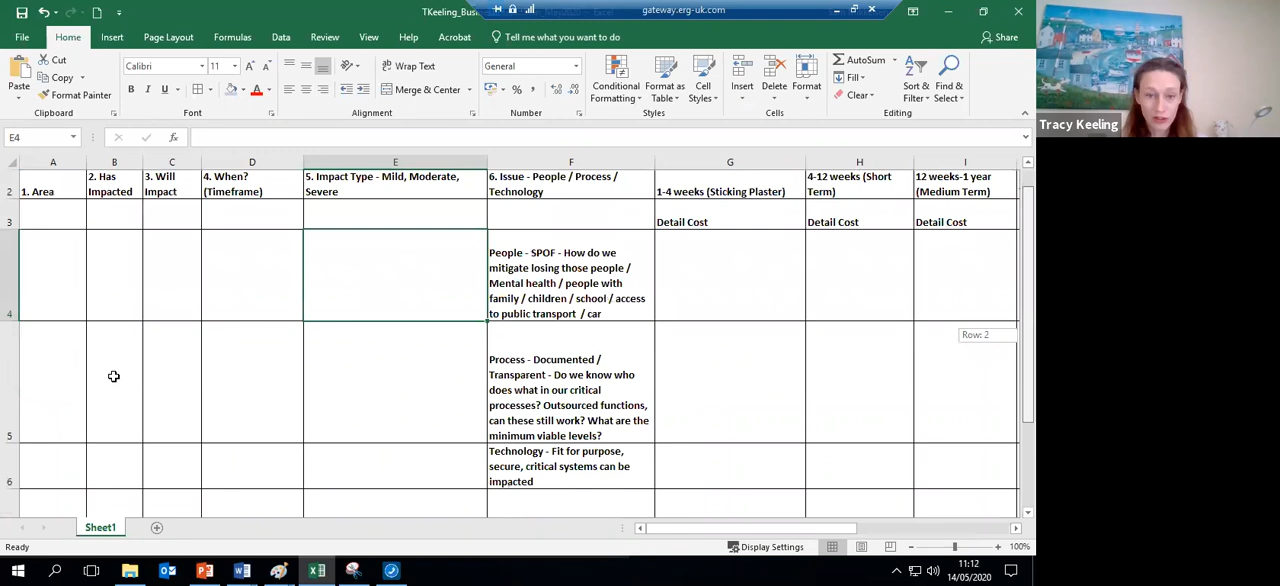 TKeeling_Bus
gateway.erg-uk.com
File Home Insert Page Layout Formulas Data Review View Help Acrobat Tell me what you want to do Share
Paste
Cut
Copy
Format Painter
Clipboard
Calibri 11
B I U
Font
Wrap Text
Merge & Center
Alignment
General
Number
Conditional
Formatting
Format as
Table
Cell
Styles
Styles
Insert Delete Format
Cells
AutoSum
Fill
Clear
Sort &
Filter
Find &
Select
Editing
Tracy Keeling
E4 fx
A B C D E F G H I
2
1. Area
2. Has
Impacted
3. Will
Impact
4. When?
(Timeframe)
5. Impact Type - Mild, Moderate,
Severe
6. Issue - People / Process /
Technology
1-4 weeks (Sticking Plaster)
4-12 weeks (Short
Term)
12 weeks-1 year
(Medium Term)
3 Detail Cost Detail Cost Detail Cost
4
People - SPOF - How do we
mitigate losing those people /
Mental health / people with
family / children / school / access
to public transport / car
Row: 2
5
Process - Documented /
Transparent - Do we know who
does what in our critical
processes? Outsourced functions,
can these still work? What are the
minimum viable levels?
6
Technology - Fit for purpose,
secure, critical systems can be
impacted
Sheet1
Ready Display Settings 100%
11:12
14/05/2020